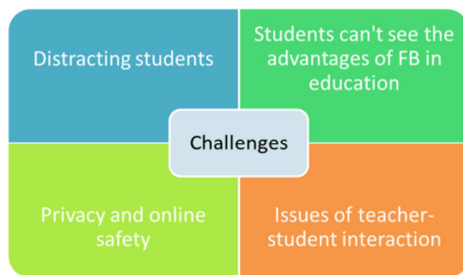 Distracting students
Students can't see the
advantages of FB in
education
Challenges
Privacy and online
safety
Issues of teacher-
student interaction